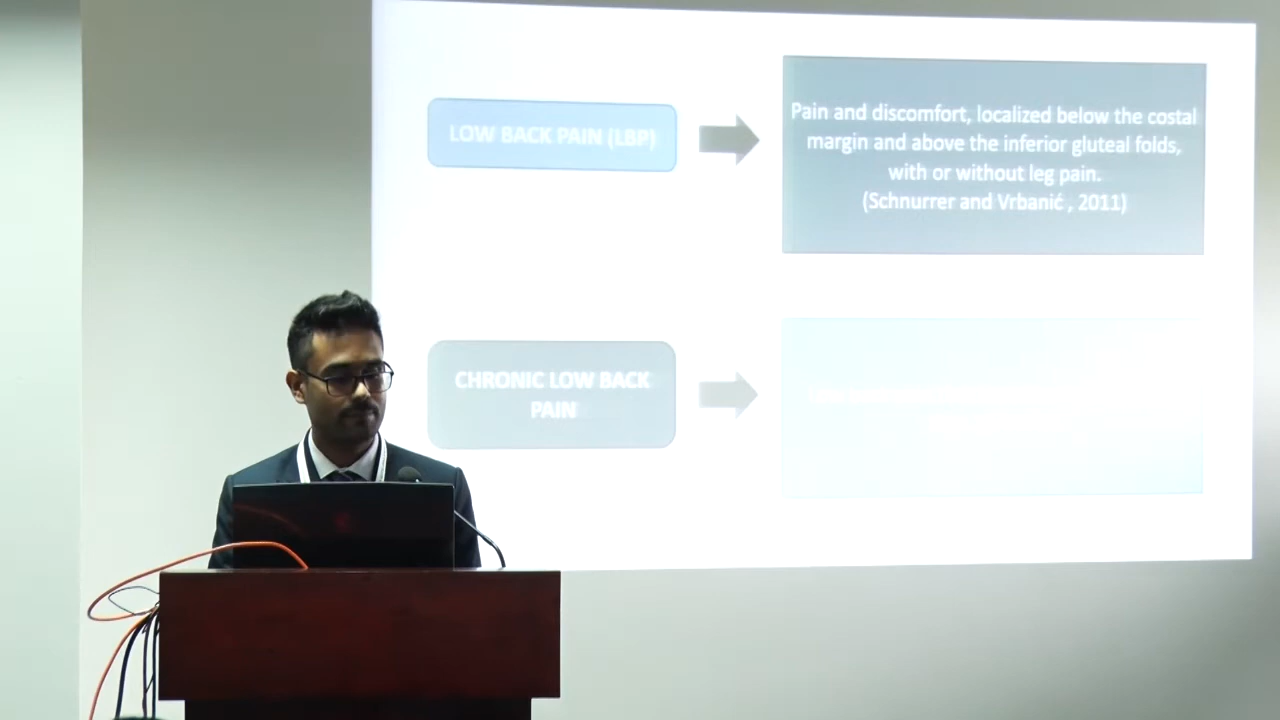 LOW BACK PAIN (LBP)
Pain and discomfort, localized below the costal
margin and above the inferior gluteal folds,
with or without leg pain.
(Schnurrer and Vrbanić , 2011)
CHRONIC LOW BACK
PAIN